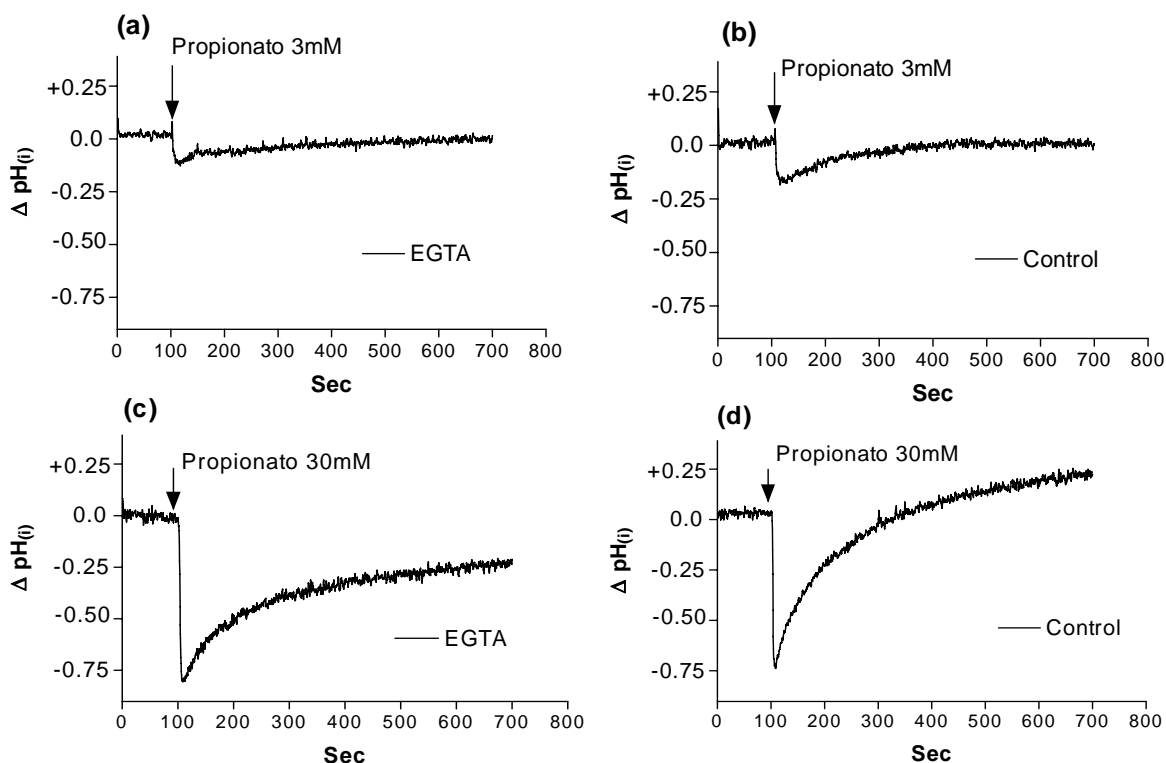 (a)
Propionato 3mM
+0.25
0.0
-0.25
-0.50
-0.75
Δ pH(i)
EGTA
0 100 200 300 400 500 600 700 800
Sec
(b)
Propionato 3mM
+0.25
0.0
-0.25
-0.50
-0.75
Δ pH(i)
Control
0 100 200 300 400 500 600 700 800
Sec
(c)
Propionato 30mM
+0.25
0.0
-0.25
-0.50
-0.75
Δ pH(i)
EGTA
0 100 200 300 400 500 600 700 800
Sec
(d)
Propionato 30mM
+0.25
0.0
-0.25
-0.50
-0.75
Δ pH(i)
Control
0 100 200 300 400 500 600 700 800
Sec